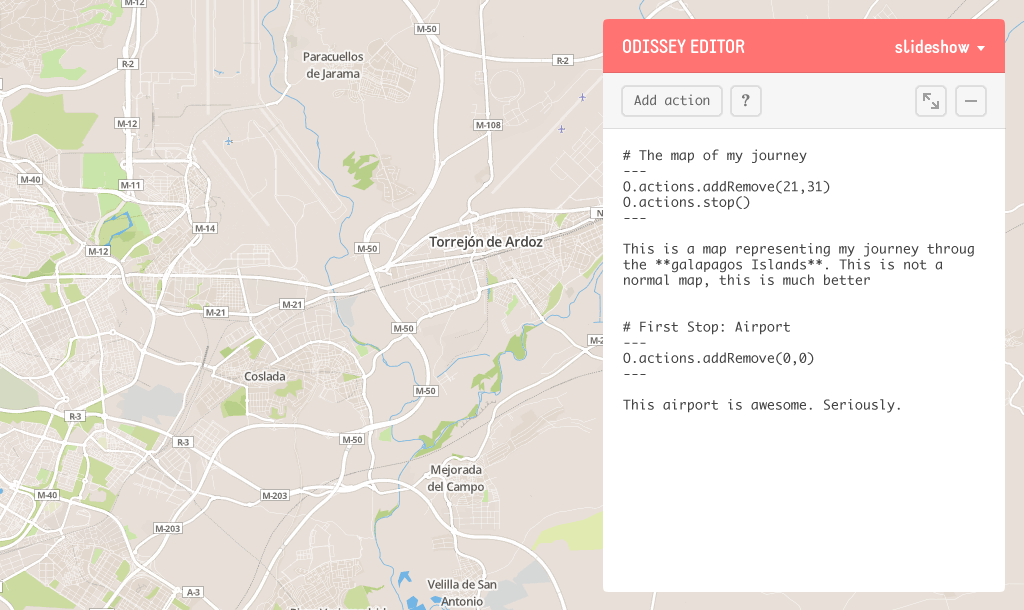 M-12
M-50
R-2
Paracuellos
de Jarama
R-2
M-12
M-108
M-40
M-11
M-14
M-12
M-50
Torrejón de Ardoz
N
M-21
M-21
M-50
M-2
Coslada
M-50
R-3
R-3
M-50
Mejorada
del Campo
M-40
M-203
M-203
A-3
Velilla de San
Antonio
ODISSEY EDITOR
slideshow
Add action
?
# The map of my journey
---
O.actions.addRemove(21,31)
O.actions.stop()
---
This is a map representing my journey throug
the **galapagos Islands**. This is not a
normal map, this is much better
# First Stop: Airport
---
O.actions.addRemove(0,0)
---
This airport is awesome. Seriously.